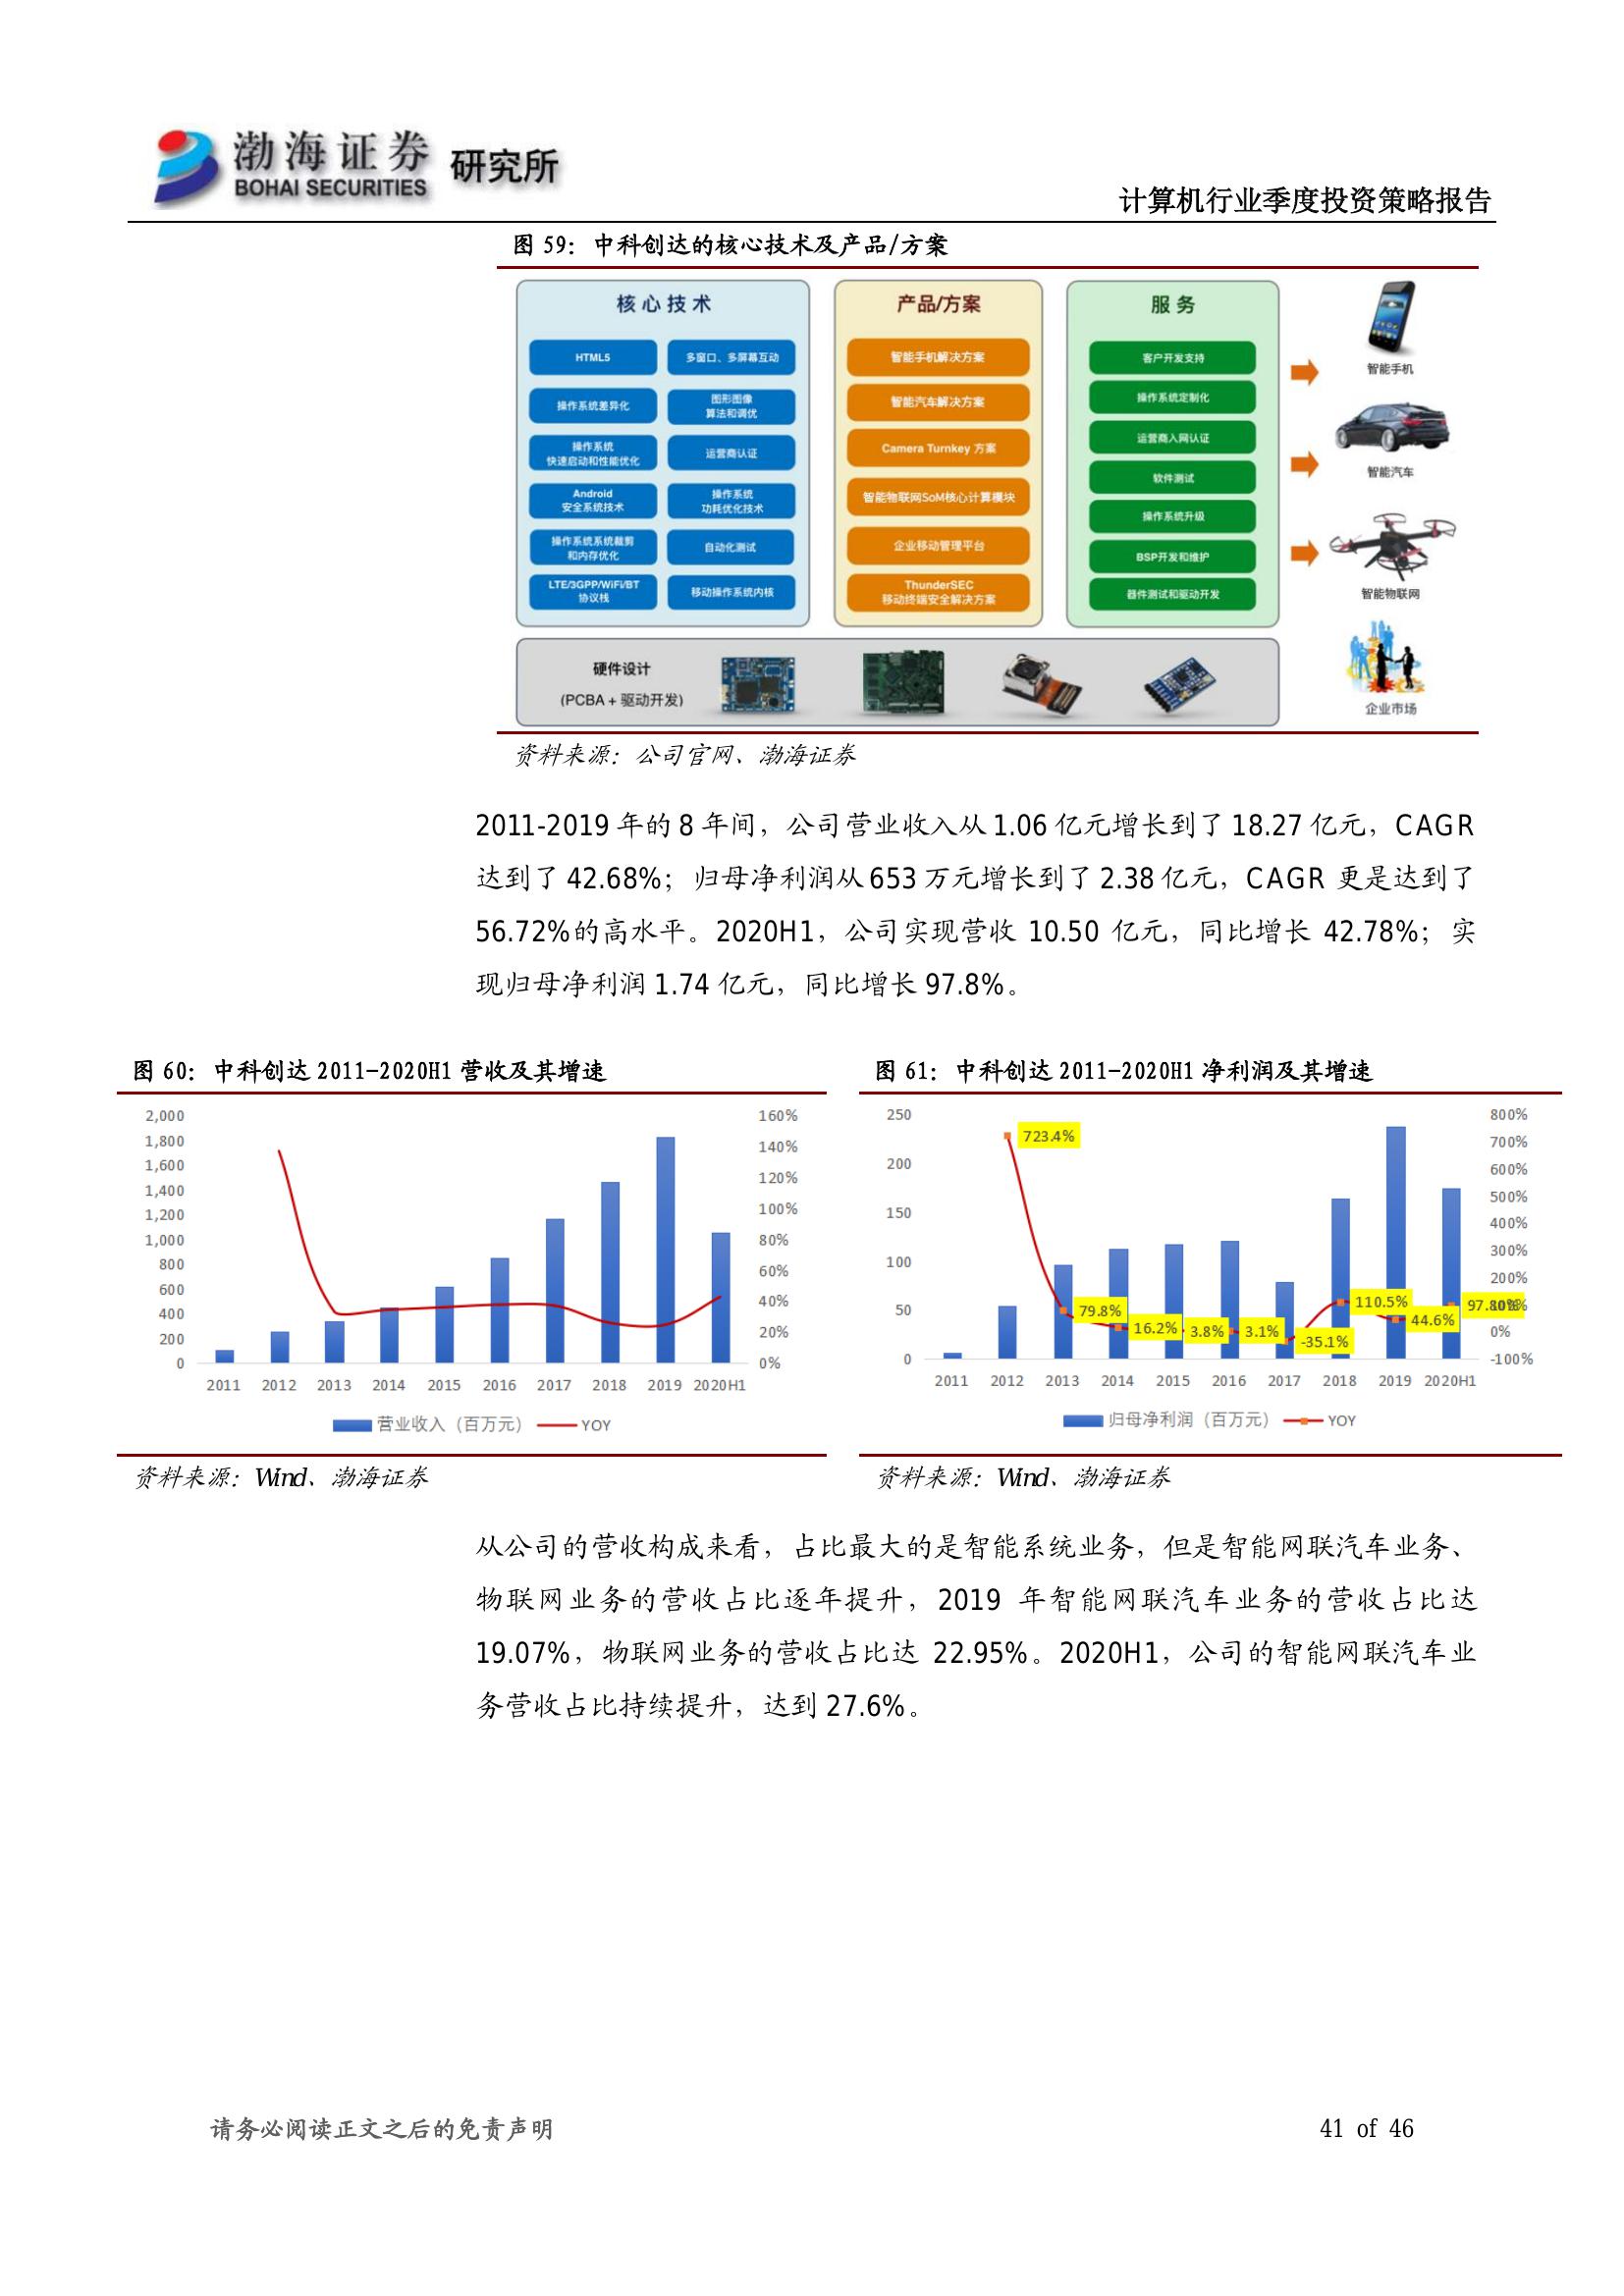 渤海证券 研究所
BOHAI SECURITIES
计算机行业季度投资策略报告
图 59：中科创达的核心技术及产品/方案
核心技术
HTML5
多窗口、多屏幕互动
操作系统差异化
图形图像
算法和调优
操作系统
快速启动和性能优化
运营商认证
Android
安全系统技术
操作系统
功耗优化技术
操作系统系统裁剪
和内存优化
自动化测试
LTE/3GPP/WiFi/BT
协议栈
移动操作系统内核
产品/方案
智能手机解决方案
智能汽车解决方案
Camera Turnkey 方案
智能物联网SoM核心计算模块
企业移动管理平台
ThunderSEC
移动终端安全解决方案
服务
客户开发支持
操作系统定制化
运营商入网认证
软件测试
操作系统升级
BSP开发和维护
器件测试和驱动开发
智能手机
智能汽车
智能物联网
企业市场
硬件设计
(PCBA + 驱动开发)
资料来源：公司官网、渤海证券
2011-2019 年的 8 年间，公司营业收入从 1.06 亿元增长到了 18.27 亿元，CAGR
达到了 42.68%；归母净利润从 653 万元增长到了 2.38 亿元，CAGR 更是达到了
56.72%的高水平。2020H1，公司实现营收 10.50 亿元，同比增长 42.78%；实
现归母净利润 1.74 亿元，同比增长 97.8%。
图 60：中科创达 2011-2020H1 营收及其增速
2,000
1,800
1,600
1,400
1,200
1,000
800
600
400
200
0
160%
140%
120%
100%
80%
60%
40%
20%
0%
2011 2012 2013 2014 2015 2016 2017 2018 2019 2020H1
营业收入（百万元） YOY
资料来源：Wind、渤海证券
图 61：中科创达 2011-2020H1 净利润及其增速
250
200
150
100
50
0
800%
700%
600%
500%
400%
300%
200%
0%
-100%
723.4%
79.8%
16.2%
3.8%
3.1%
-35.1%
110.5%
44.6%
2011 2012 2013 2014 2015 2016 2017 2018 2019 2020H1
归母净利润（百万元） YOY
资料来源：Wind、渤海证券
从公司的营收构成来看，占比最大的是智能系统业务，但是智能网联汽车业务、
物联网业务的营收占比逐年提升，2019 年智能网联汽车业务的营收占比达
19.07%，物联网业务的营收占比达 22.95%。2020H1，公司的智能网联汽车业
务营收占比持续提升，达到 27.6%。
请务必阅读正文之后的免责声明
41 of 46